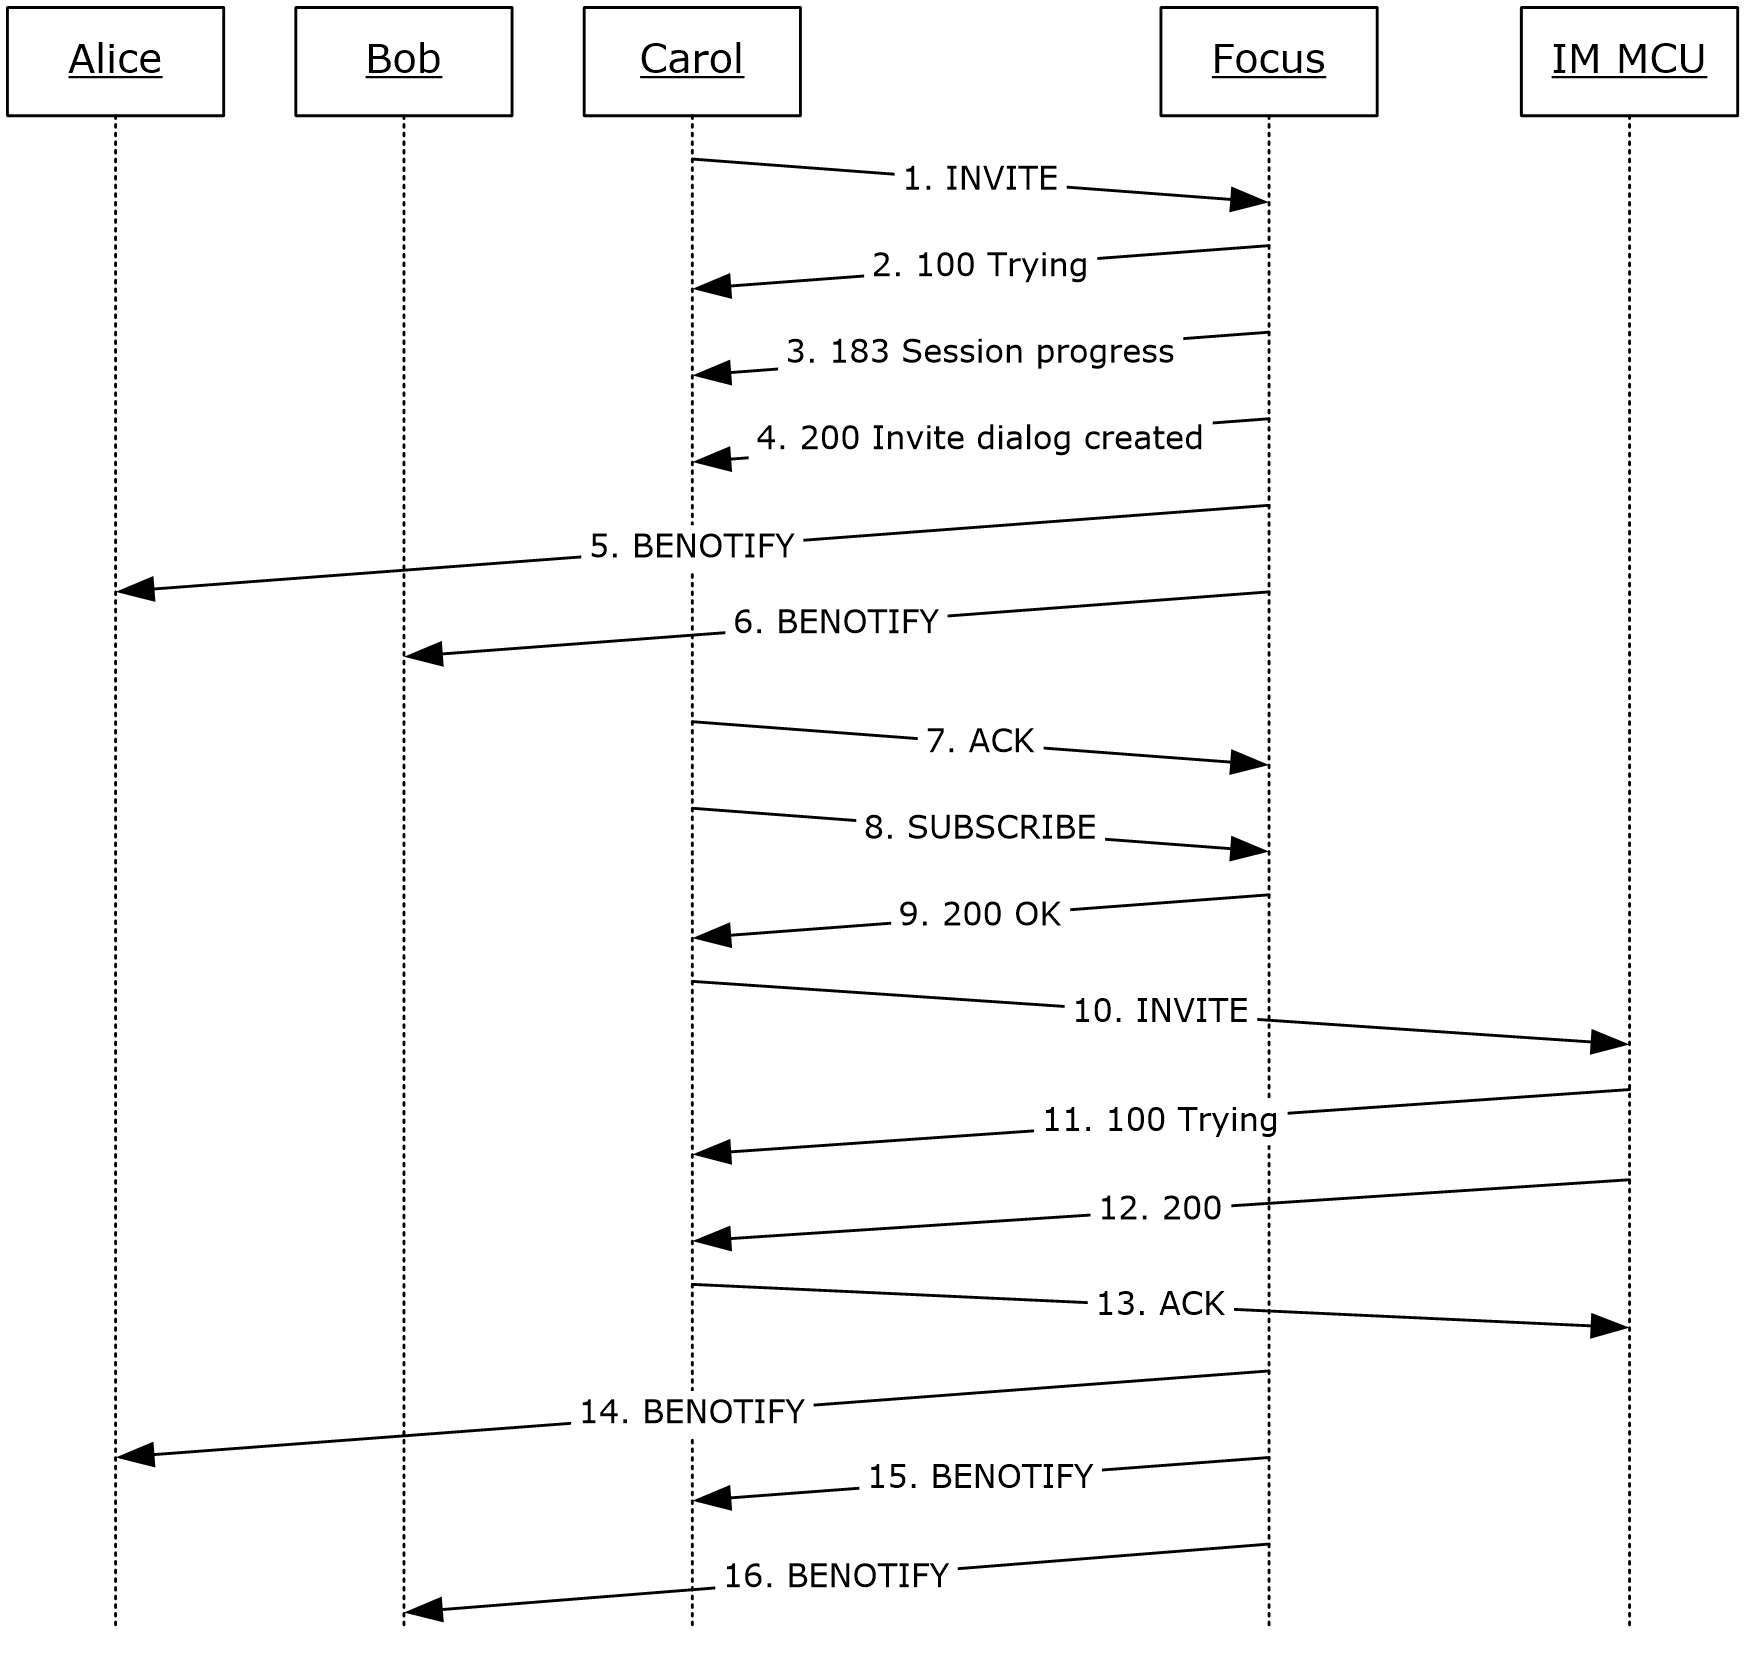 Alice
Bob
Carol
Focus
IM MCU
1. INVITE
2. 100 Trying
3. 183 Session progress
4. 200 Invite dialog created
5. BENOTIFY
6. BENOTIFY
7. ACK
8. SUBSCRIBE
9. 200 OK
10. INVITE
11. 100 Trying
12. 200
13. ACK
14. BENOTIFY
15. BENOTIFY
16. BENOTIFY